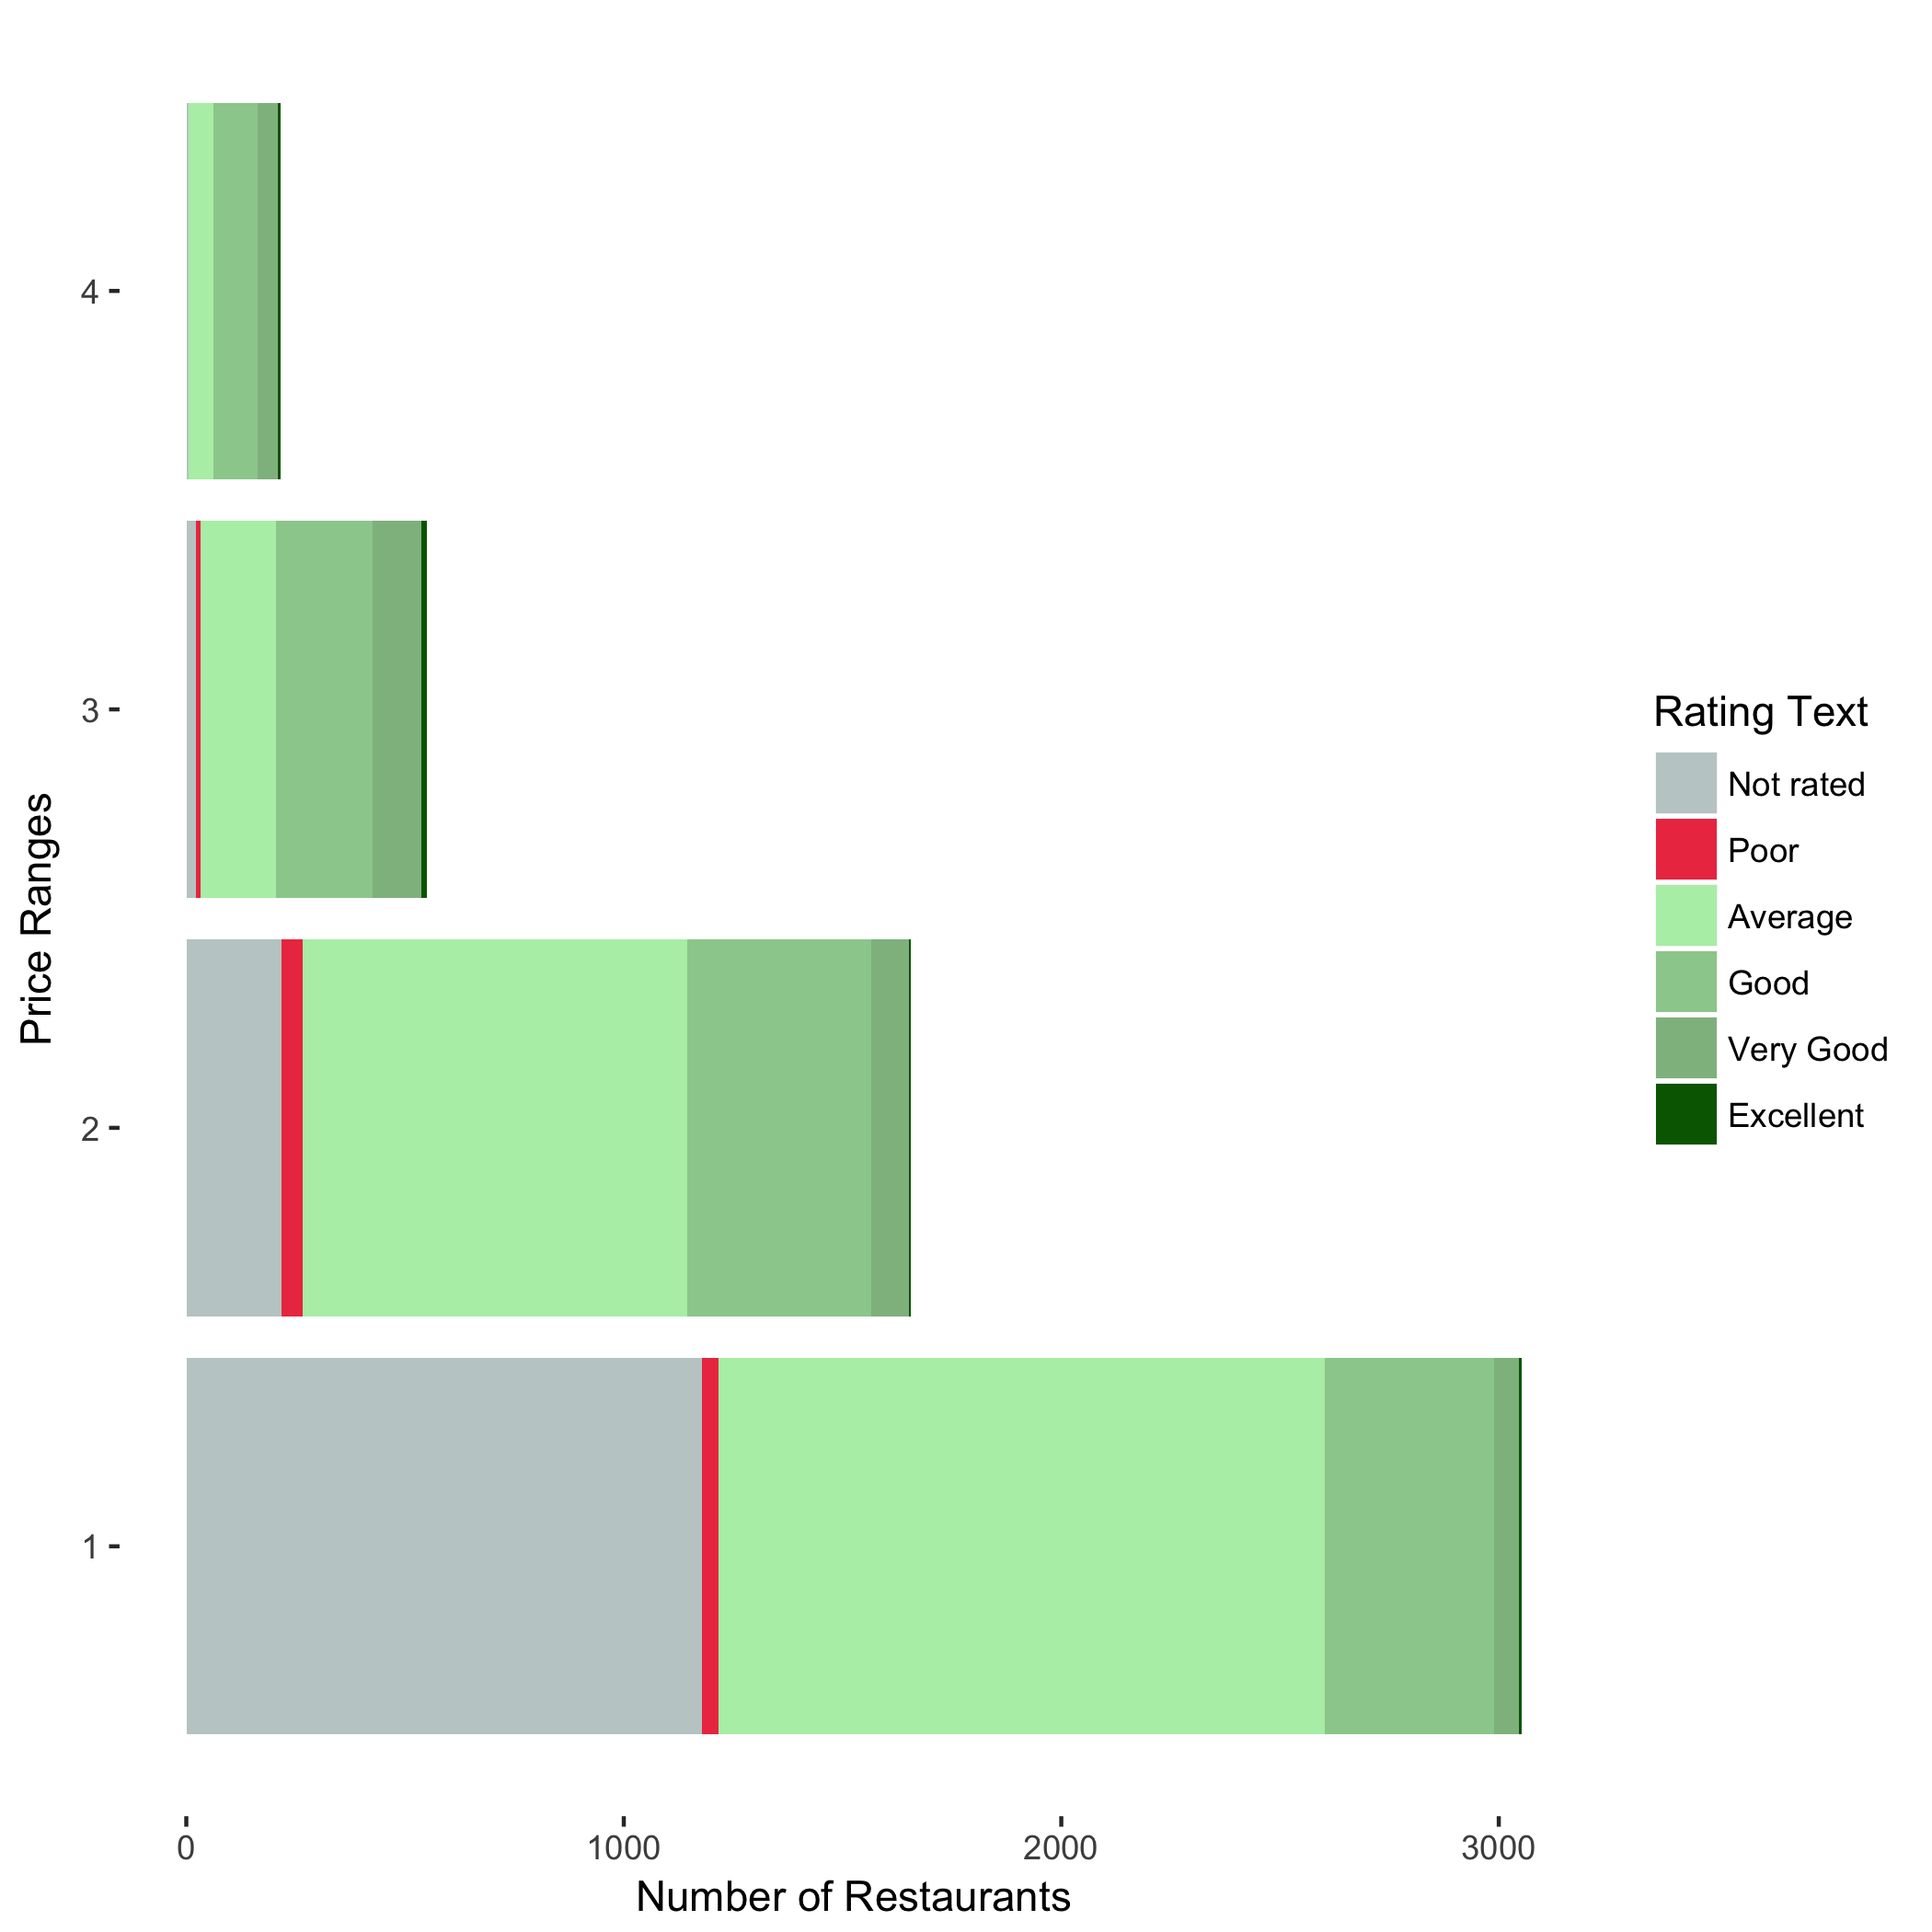 Price Ranges
4
3
2
1
0 1000 2000 3000
Number of Restaurants
Rating Text
Not rated
Poor
Average
Good
Very Good
Excellent